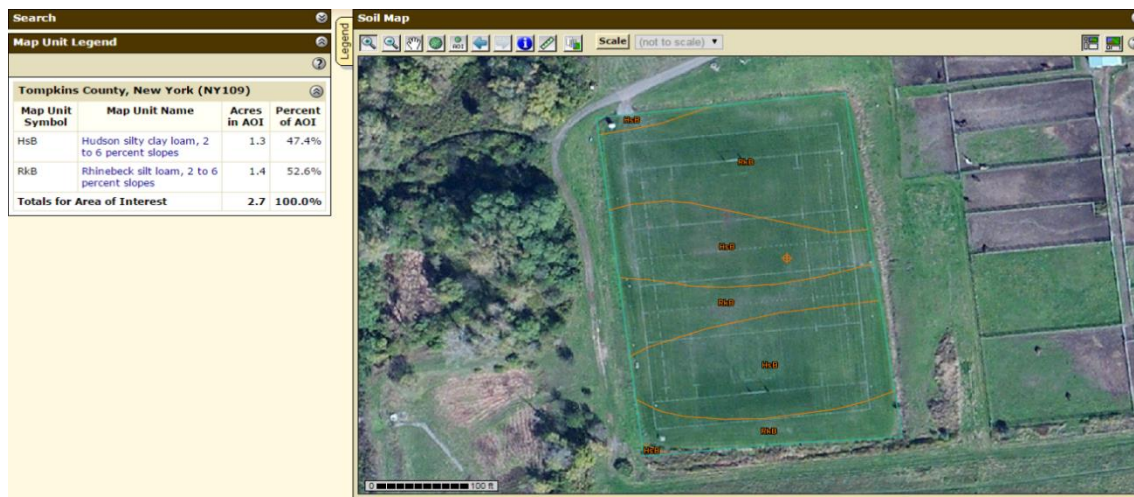 Search
Map Unit Legend
Tompkins County, New York (NY109)
Map Unit Symbol
Map Unit Name
Acres in AOI
Percent of AOI
HsB
Hudson silty clay loam, 2
to 6 percent slopes
1.3
47.4%
RkB
Rhinebeck silt loam, 2 to 6
percent slopes
1.4
52.6%
Totals for Area of Interest
2.7
100.0%
Legend
Soil Map
AOI
Scale
(not to scale)
HsB
RkB
HsB
RkB
HsB
RkB
HsB
0
100 ft